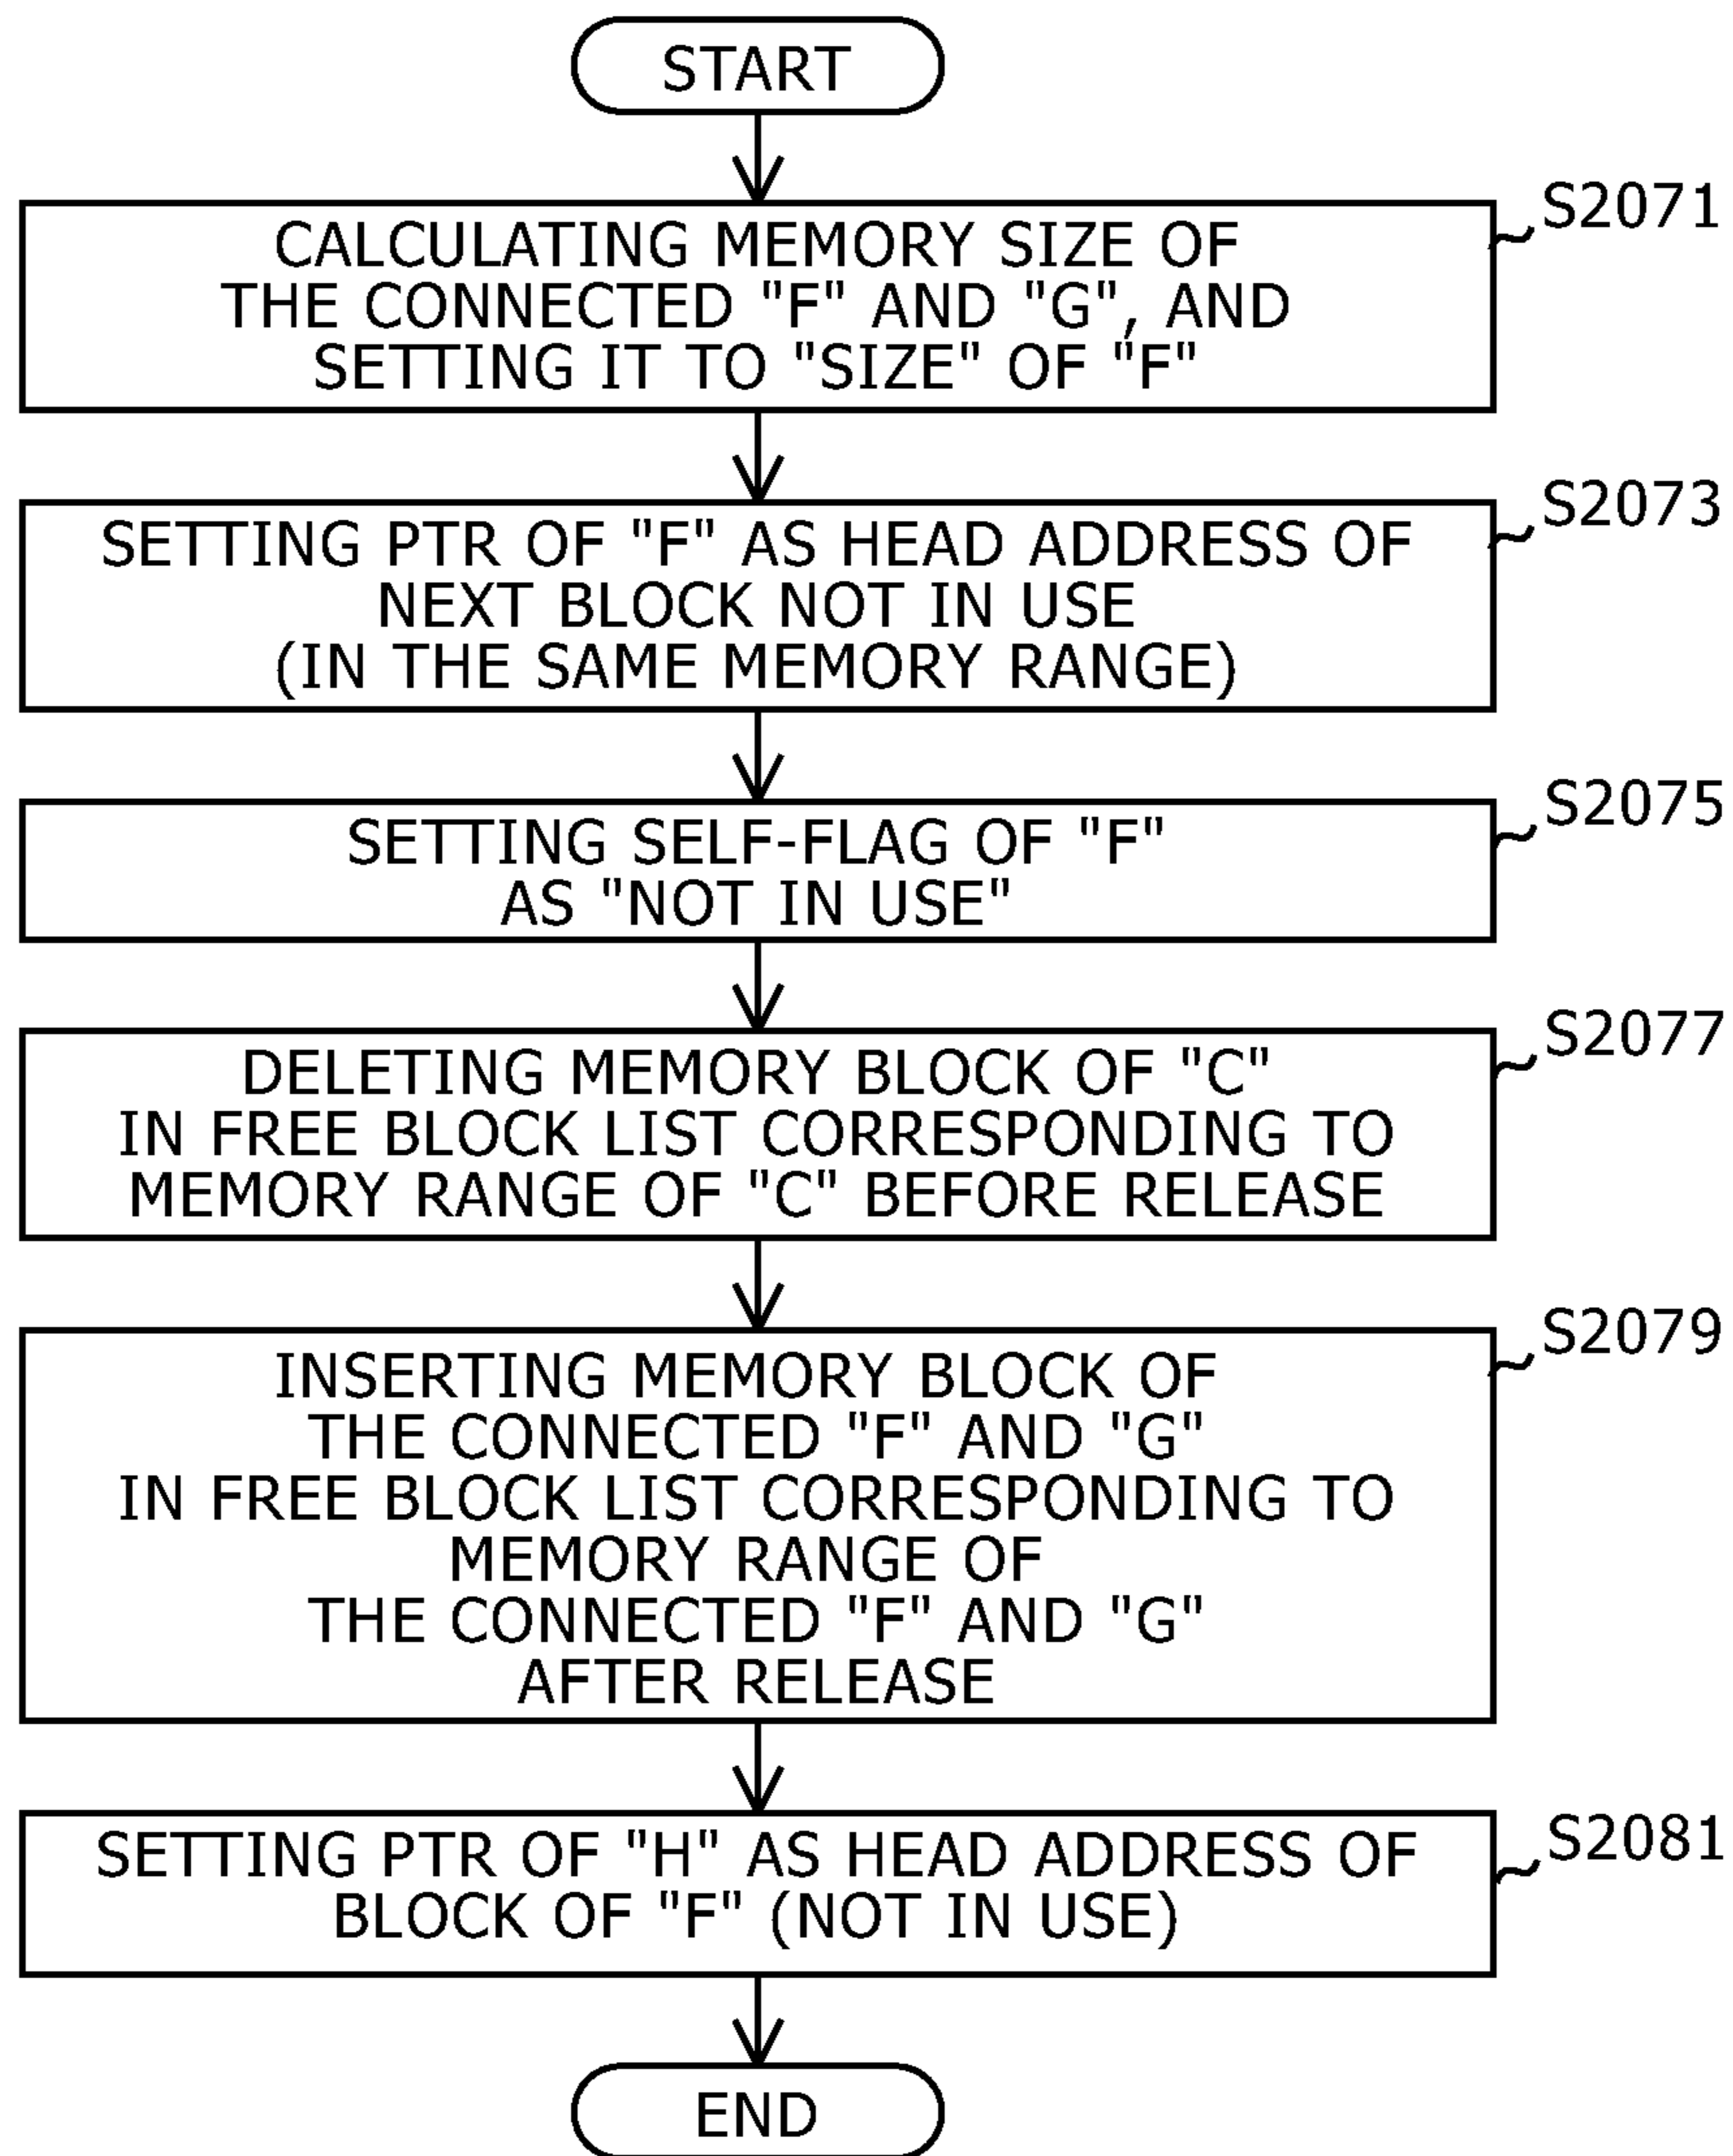 START
S2071
CALCULATING MEMORY SIZE OF
THE CONNECTED "F" AND "G", AND
SETTING IT TO "SIZE" OF "F"
S2073
SETTING PTR OF "F" AS HEAD ADDRESS OF
NEXT BLOCK NOT IN USE
(IN THE SAME MEMORY RANGE)
S2075
SETTING SELF-FLAG OF "F"
AS "NOT IN USE"
S2077
DELETING MEMORY BLOCK OF "C"
IN FREE BLOCK LIST CORRESPONDING TO
MEMORY RANGE OF "C" BEFORE RELEASE
S2079
INSERTING MEMORY BLOCK OF
THE CONNECTED "F" AND "G"
IN FREE BLOCK LIST CORRESPONDING TO
MEMORY RANGE OF
THE CONNECTED "F" AND "G"
AFTER RELEASE
S2081
SETTING PTR OF "H" AS HEAD ADDRESS OF
BLOCK OF "F" (NOT IN USE)
END